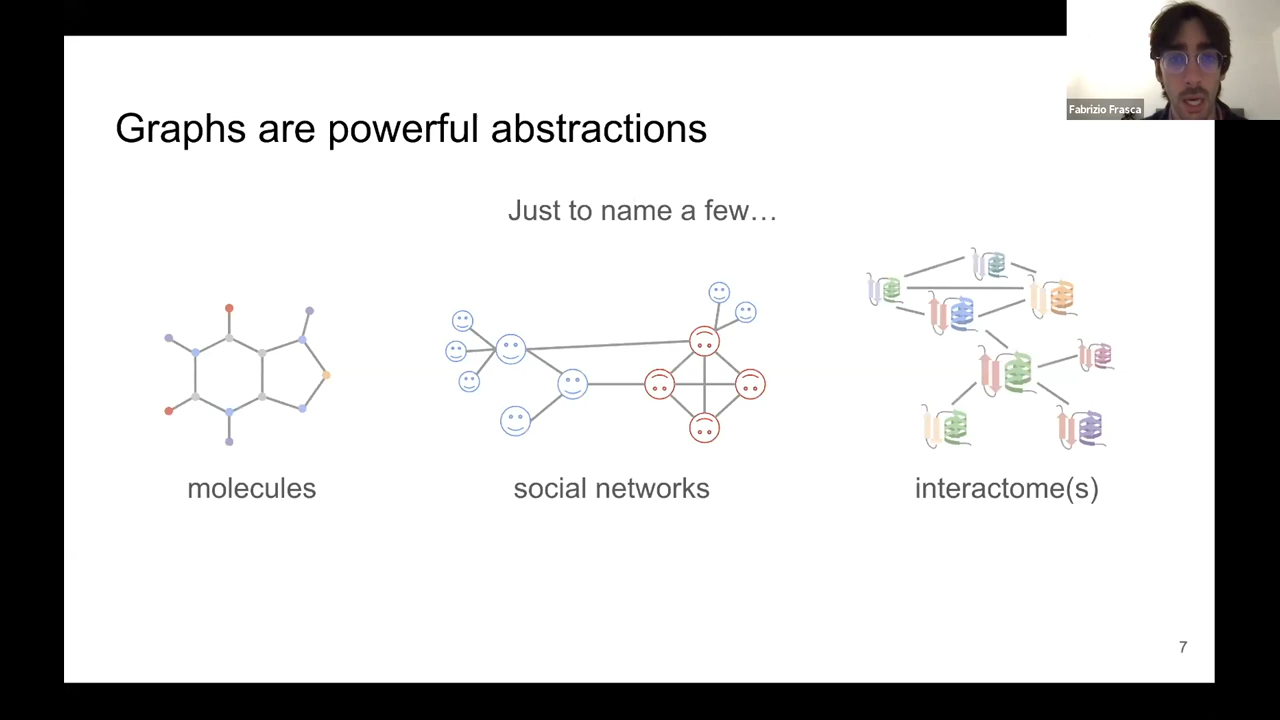 Graphs are powerful abstractions
Fabrizio Frasca
Just to name a few…
molecules
social networks
interactome(s)
7